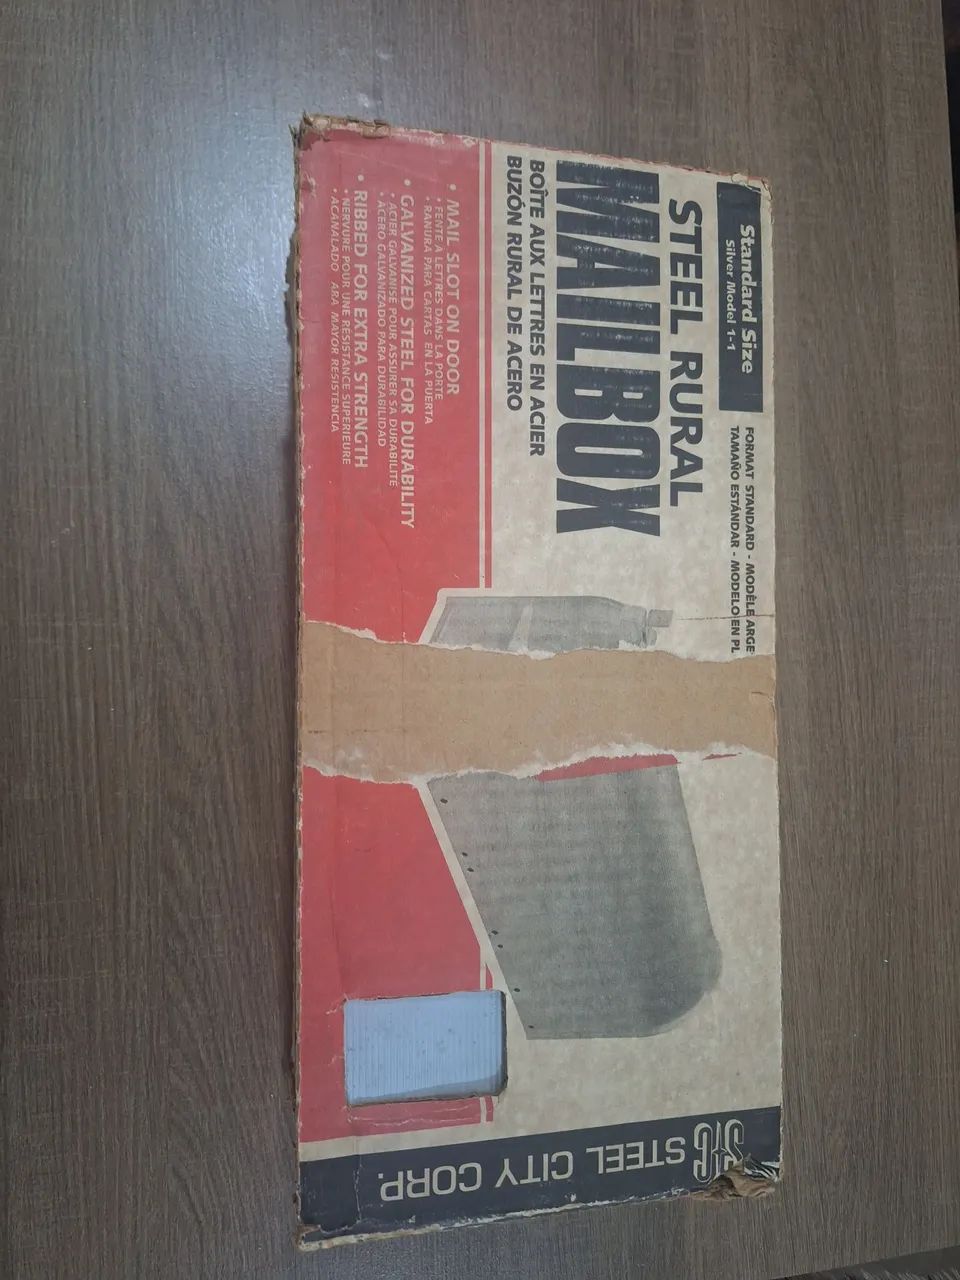 Standard Size
Silver Model 1-1
FORMAT STANDARD - MODÈLE ARGE
TAMAÑO ESTÁNDAR - MODELO EN PL
STEEL RURAL
MAILBOX
BOÎTE AUX LETTRES EN ACIER
BUZÓN RURAL DE ACERO
• MAIL SLOT ON DOOR
• FENTE À LETTRES DANS LA PORTE
• RANURA PARA CARTAS EN LA PUERTA
• GALVANIZED STEEL FOR DURABILITY
• ACIER GALVANISÉ POUR ASSURER SA DURABILITÉ
• ACERO GALVANIZADO PARA DURABILIDAD
• RIBBED FOR EXTRA STRENGTH
• NERVURÉ POUR UNE RÉSISTANCE SUPÉRIEURE
• ACANALADO ARA MAYOR RESISTENCIA
SC STEEL CITY CORP.